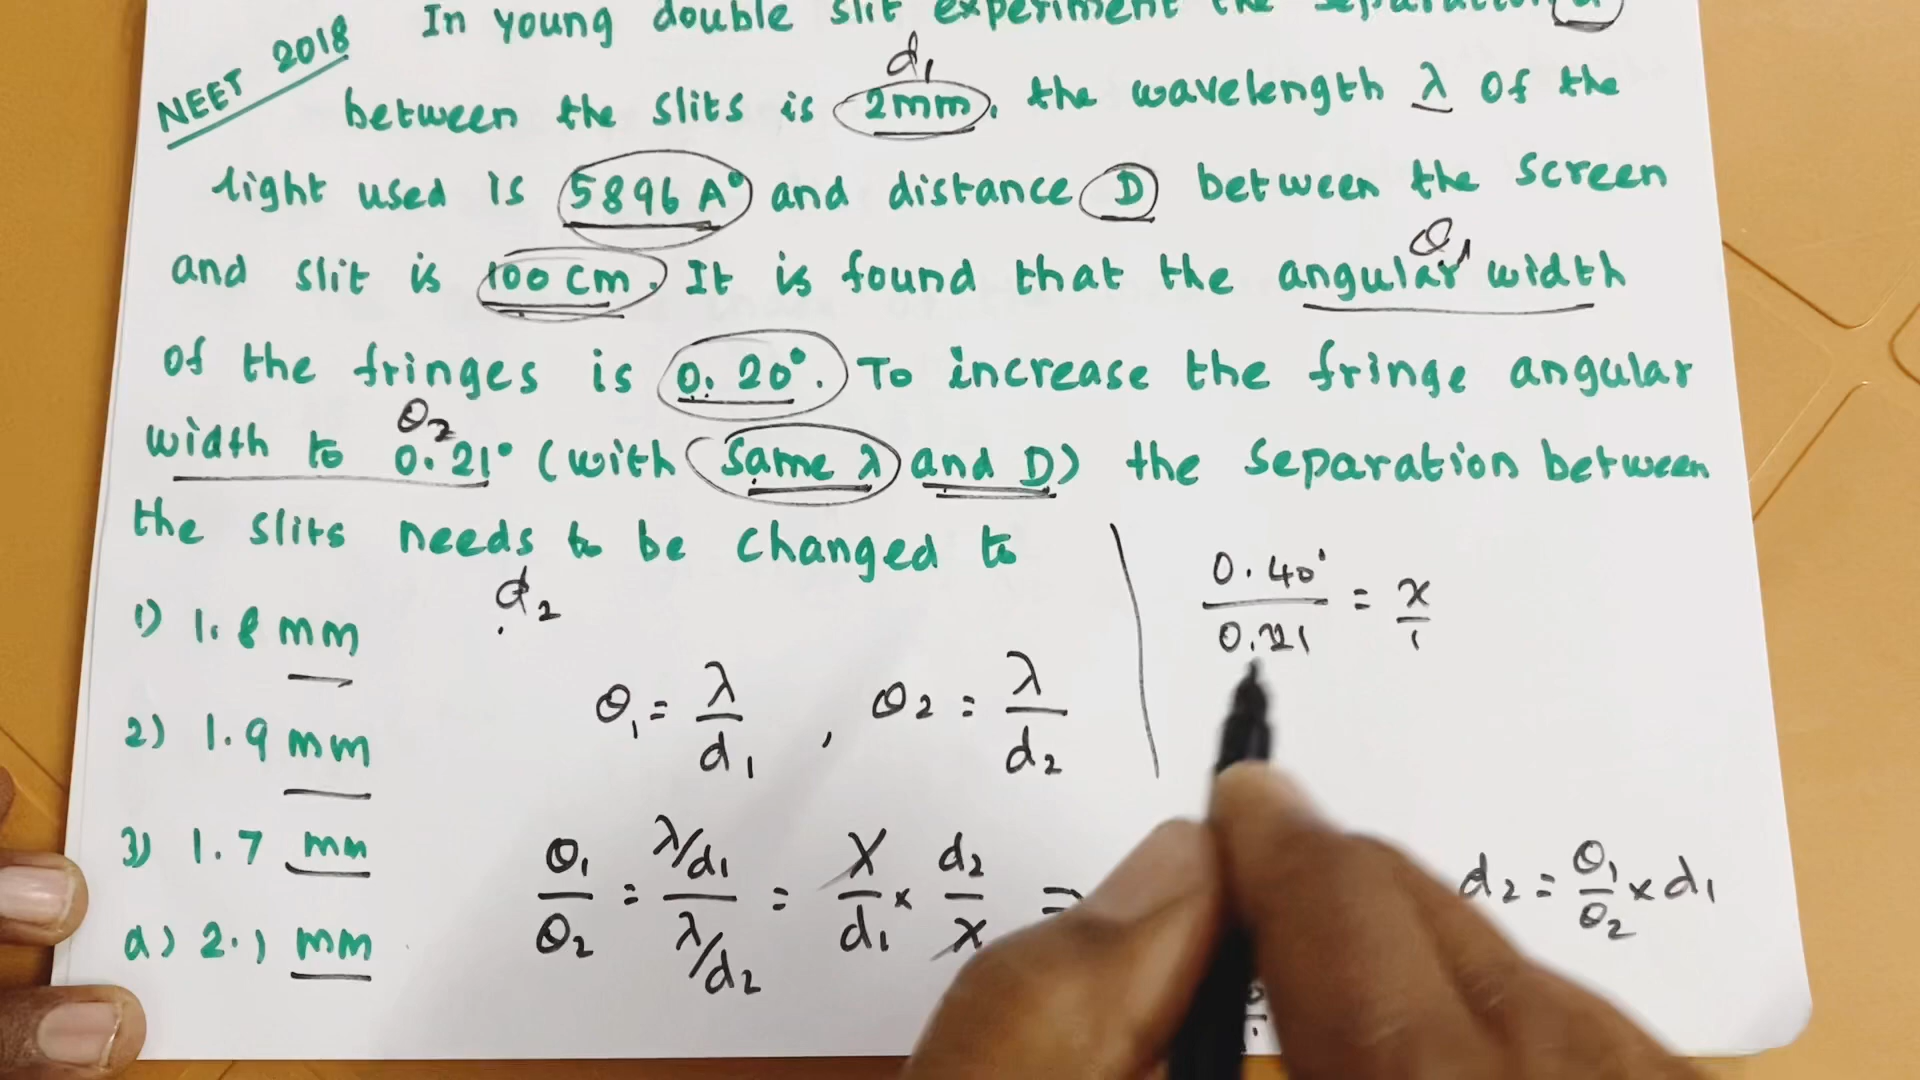 NEET 2018
In young double slit experiment the separation d
d₁
between the slits is 2mm. the wavelength λ of the
light used is 5896 A° and distance D between the screen
θ₁
and slit is 100 cm. It is found that the angular width
of the fringes is 0.20°. To increase the fringe angular
θ₂
width to 0.21° (with same λ and D) the separation between
the slits needs to be changed to
d₂
1) 1.8 mm
2) 1.9 mm
3) 1.7 mm
a) 2.1 mm
θ₁ = λ/d₁ , θ₂ = λ/d₂
θ₁/θ₂ = λ/d₁ / λ/d₂ = λ/d₁ × d₂/λ ⇒
d₂ = θ₁/θ₂ × d₁
0.40°/0.21 = x/1